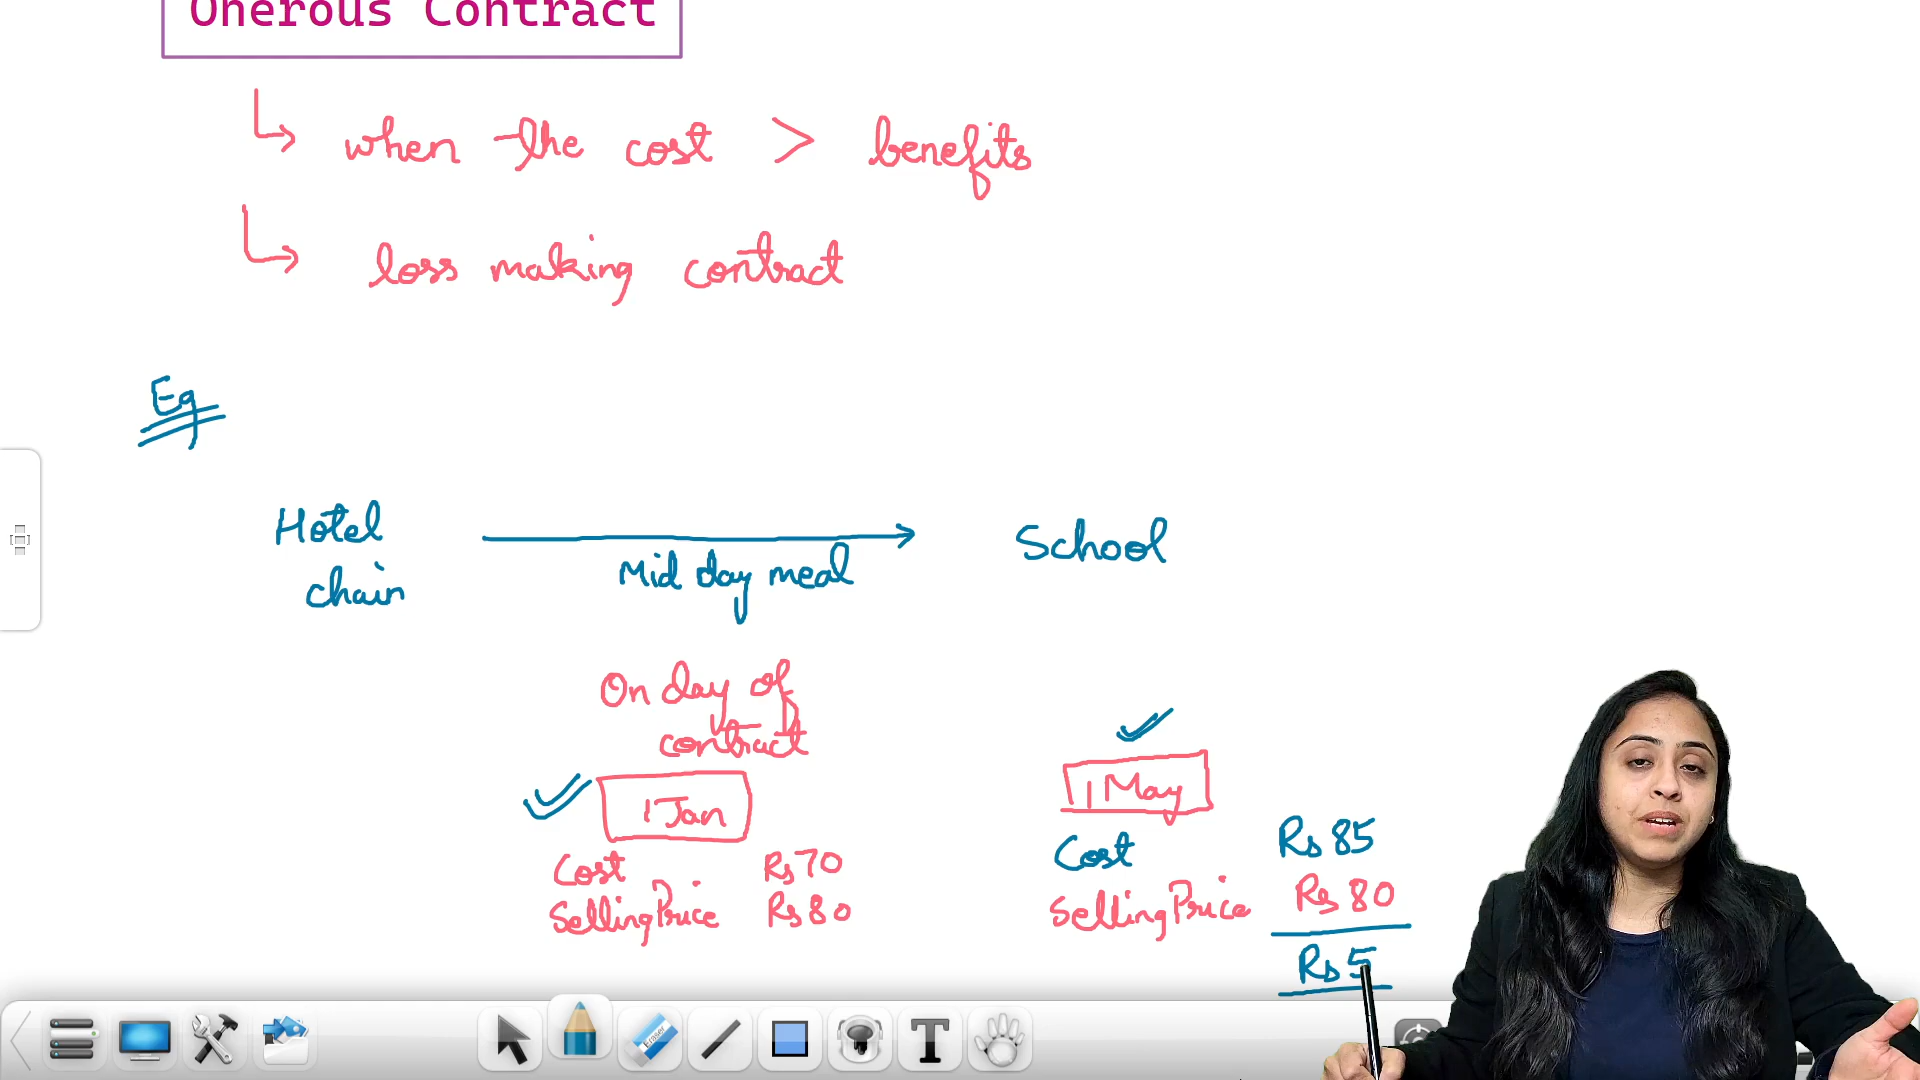 Onerous Contract
↳ when the cost > benefits
↳ loss making contract
Eg
Hotel chain
Mid day meal
School
On day of contract
1 Jan
Cost Rs 70
Selling Price Rs 80
1 May
Cost Rs 85
Selling Price Rs 80
Rs 5
Eraser
T